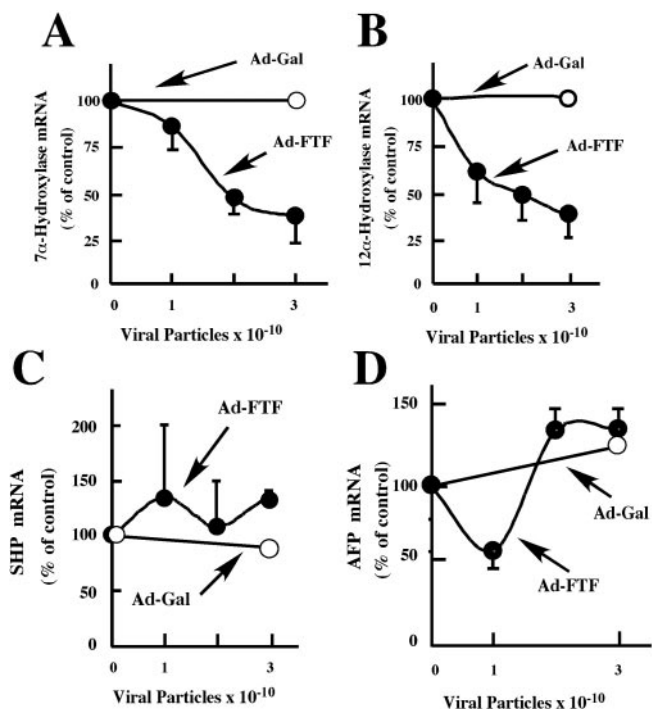 A
Ad-Gal
Ad-FTF
7α-Hydroxylase mRNA
(% of control)
100
75
50
25
0
0
1
3
Viral Particles x 10-10
B
Ad-Gal
Ad-FTF
12α-Hydroxylase mRNA
(% of control)
100
75
50
25
0
0
1
3
Viral Particles x 10-10
C
Ad-FTF
Ad-Gal
SHP mRNA
(% of control)
200
150
100
50
0
0
1
3
Viral Particles x 10-10
D
Ad-Gal
Ad-FTF
AFP mRNA
(% of control)
150
100
50
0
0
1
3
Viral Particles x 10-10